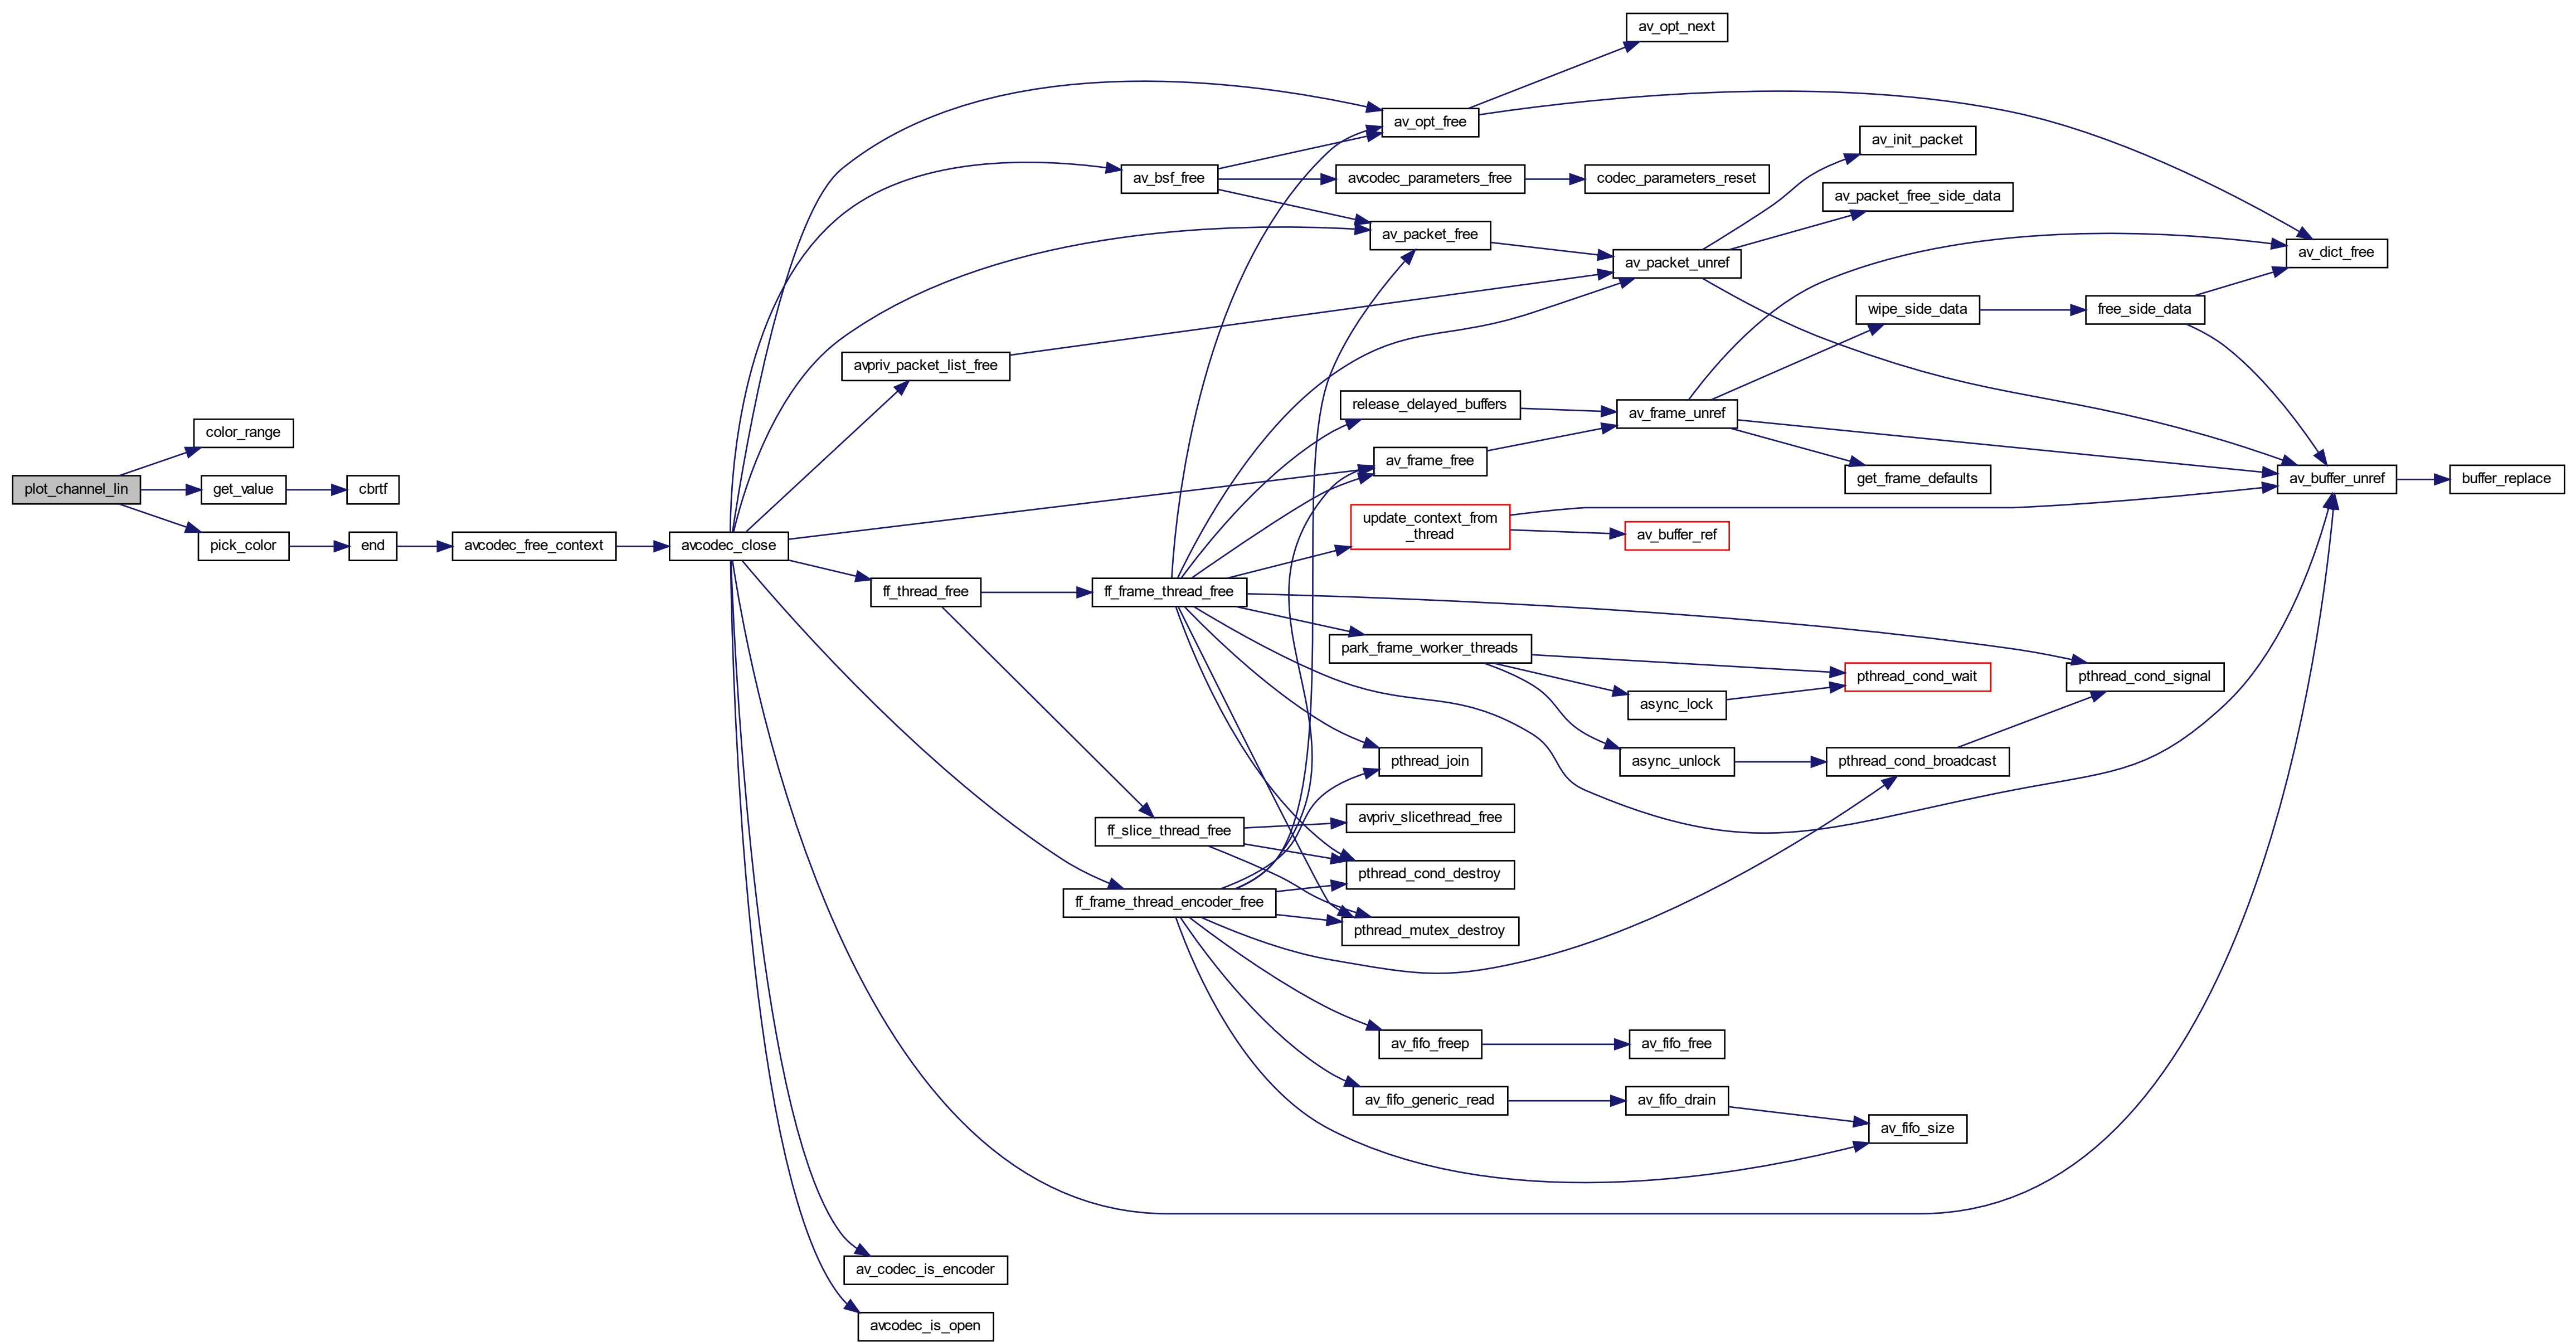 plot_channel_lin
color_range
get_value
cbrtf
pick_color
end
avcodec_free_context
avcodec_close
av_opt_next
av_opt_free
av_bsf_free
avcodec_parameters_free
codec_parameters_reset
av_packet_free
av_init_packet
av_packet_free_side_data
av_packet_unref
av_dict_free
wipe_side_data
free_side_data
avpriv_packet_list_free
release_delayed_buffers
av_frame_unref
av_frame_free
get_frame_defaults
av_buffer_unref
buffer_replace
update_context_from
_thread
av_buffer_ref
ff_thread_free
ff_frame_thread_free
park_frame_worker_threads
pthread_cond_wait
pthread_cond_signal
async_lock
async_unlock
pthread_cond_broadcast
pthread_join
avpriv_slicethread_free
ff_slice_thread_free
pthread_cond_destroy
ff_frame_thread_encoder_free
pthread_mutex_destroy
av_fifo_freep
av_fifo_free
av_fifo_generic_read
av_fifo_drain
av_fifo_size
av_codec_is_encoder
avcodec_is_open